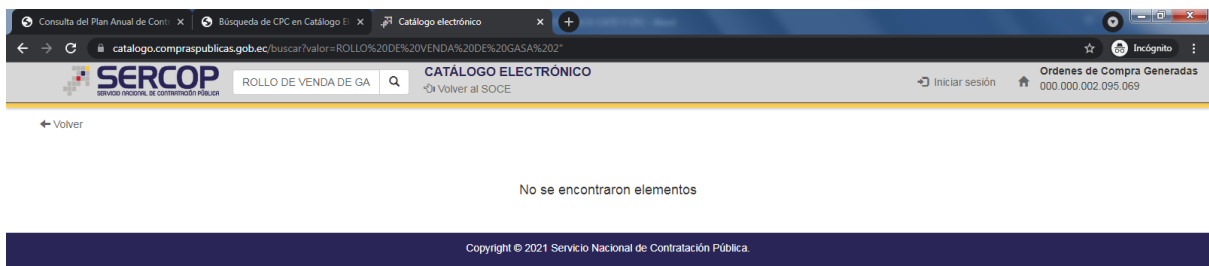 Consulta del Plan Anual de Cont
Búsqueda de CPC en Catálogo El
Catálogo electrónico
catalogo.compraspublicas.gob.ec/buscar?valor=ROLLO%20DE%20VENDA%20DE%20GASA%202"
Incógnito
SERCOP
SERVICIO NACIONAL DE CONTRATACIÓN PÚBLICA
ROLLO DE VENDA DE GA
CATÁLOGO ELECTRÓNICO
Volver al SOCE
Iniciar sesión
Ordenes de Compra Generadas
000.000.002.095.069
Volver
No se encontraron elementos
Copyright © 2021 Servicio Nacional de Contratación Pública.